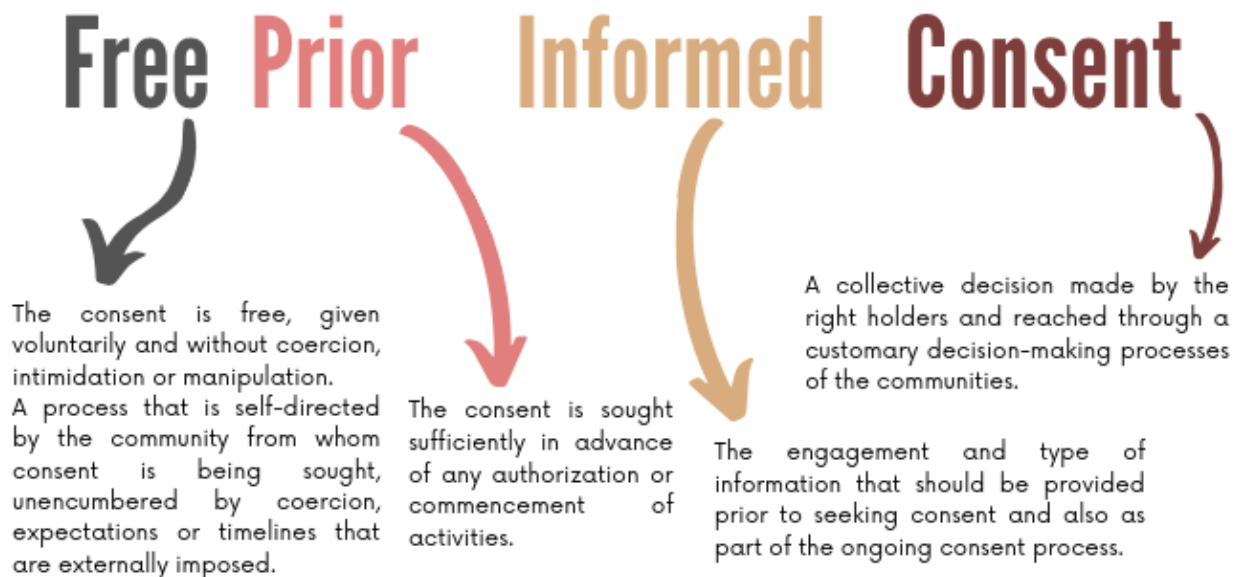 Free Prior Informed Consent
The consent is free, given
voluntarily and without coercion,
intimidation or manipulation.
A process that is self-directed
by the community from whom
consent is being sought,
unencumbered by coercion,
expectations or timelines that
are externally imposed.
The consent is sought
sufficiently in advance
of any authorization or
commencement of
activities.
The engagement and type of
information that should be provided
prior to seeking consent and also as
part of the ongoing consent process.
A collective decision made by the
right holders and reached through a
customary decision-making processes
of the communities.